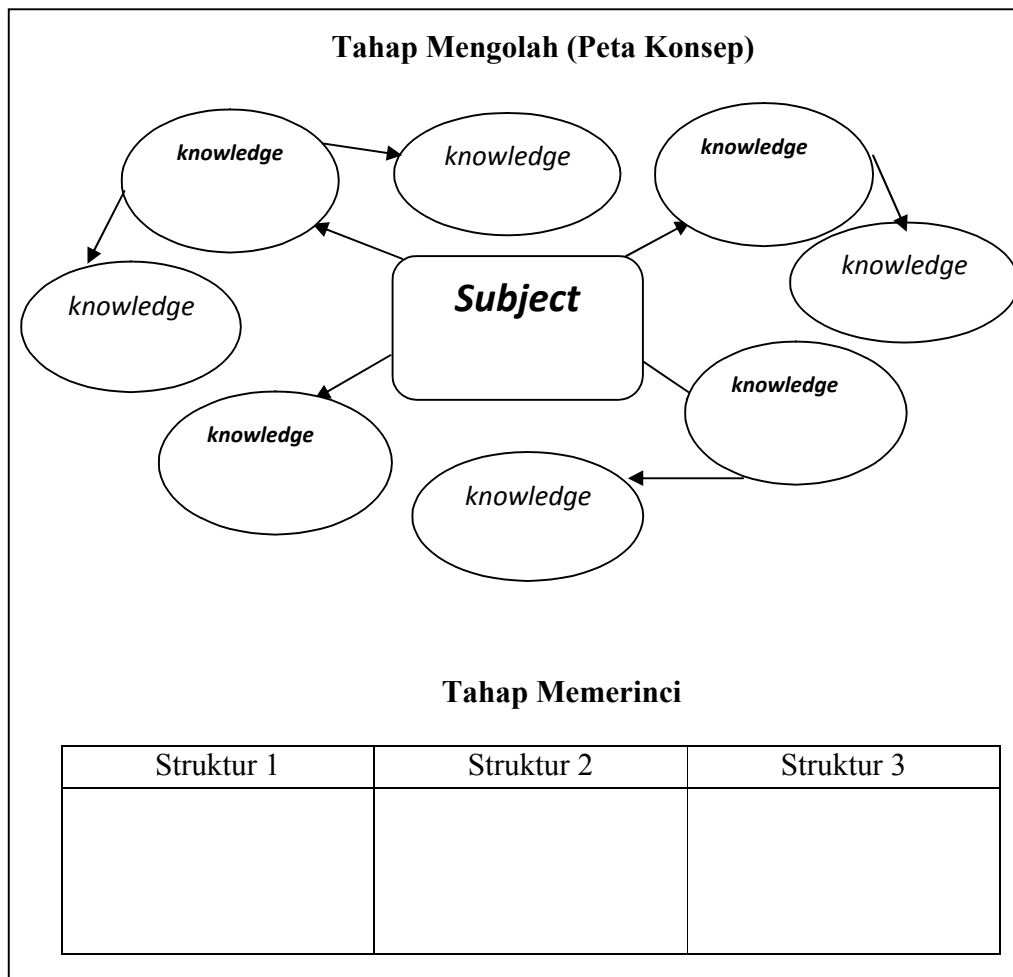 Tahap Mengolah (Peta Konsep)
knowledge
knowledge
knowledge
knowledge
knowledge
Subject
knowledge
knowledge
knowledge
Tahap Memerinci
Struktur 1
Struktur 2
Struktur 3